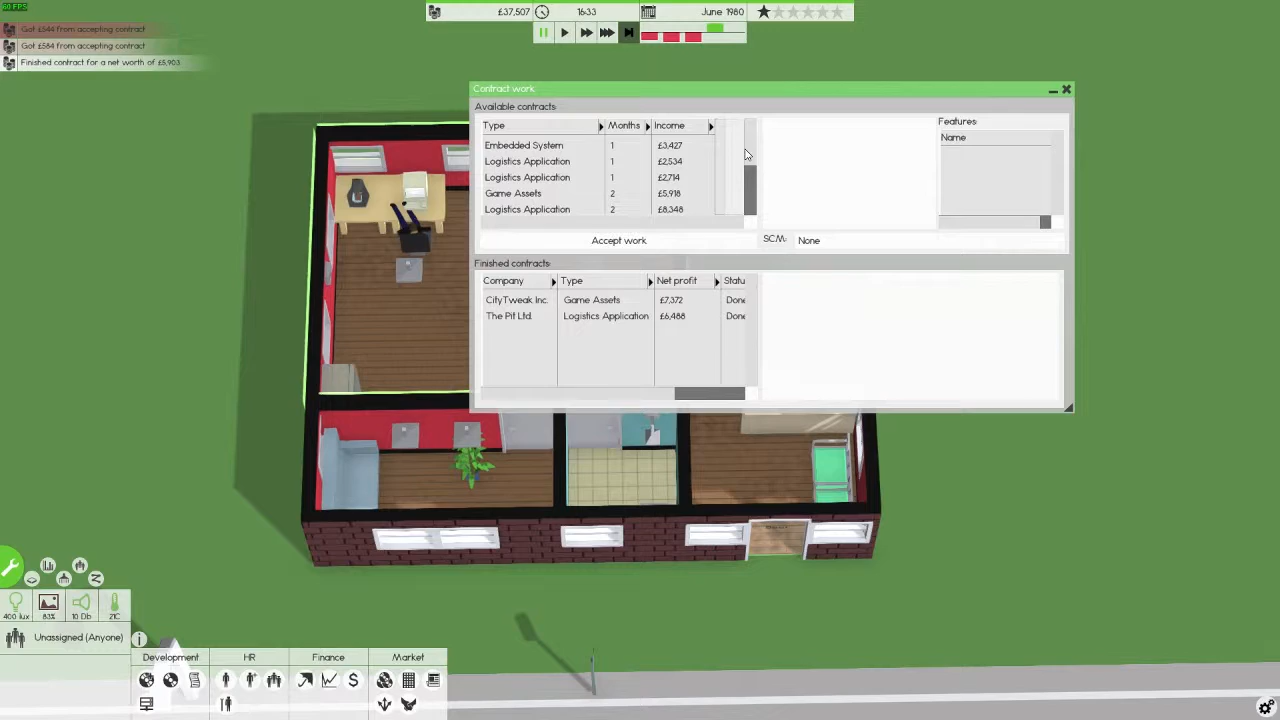 60 FPS
£37,507 16:33 June 1980
Got £544 from accepting contract
Got £584 from accepting contract
Finished contract for a net worth of £5,903
Contract work
Available contracts:
Type Months Income
Embedded System 1 £3,427
Logistics Application 1 £2,534
Logistics Application 1 £2,714
Game Assets 2 £5,918
Logistics Application 2 £8,348
Features:
Name
Accept work
SCM: None
Finished contracts:
Company Type Net profit Statu
CityTweak Inc. Game Assets £7,372 Done
The Pit Ltd. Logistics Application £6,488 Done
400 lux 83% 10 Db 21C
Unassigned (Anyone)
Development HR Finance Market